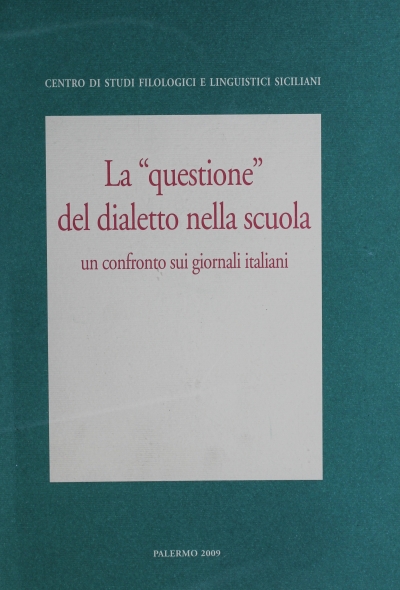 CENTRO DI STUDI FILOLOGICI E LINGUISTICI SICILIANI
La “questione”
del dialetto nella scuola
un confronto sui giornali italiani
PALERMO 2009